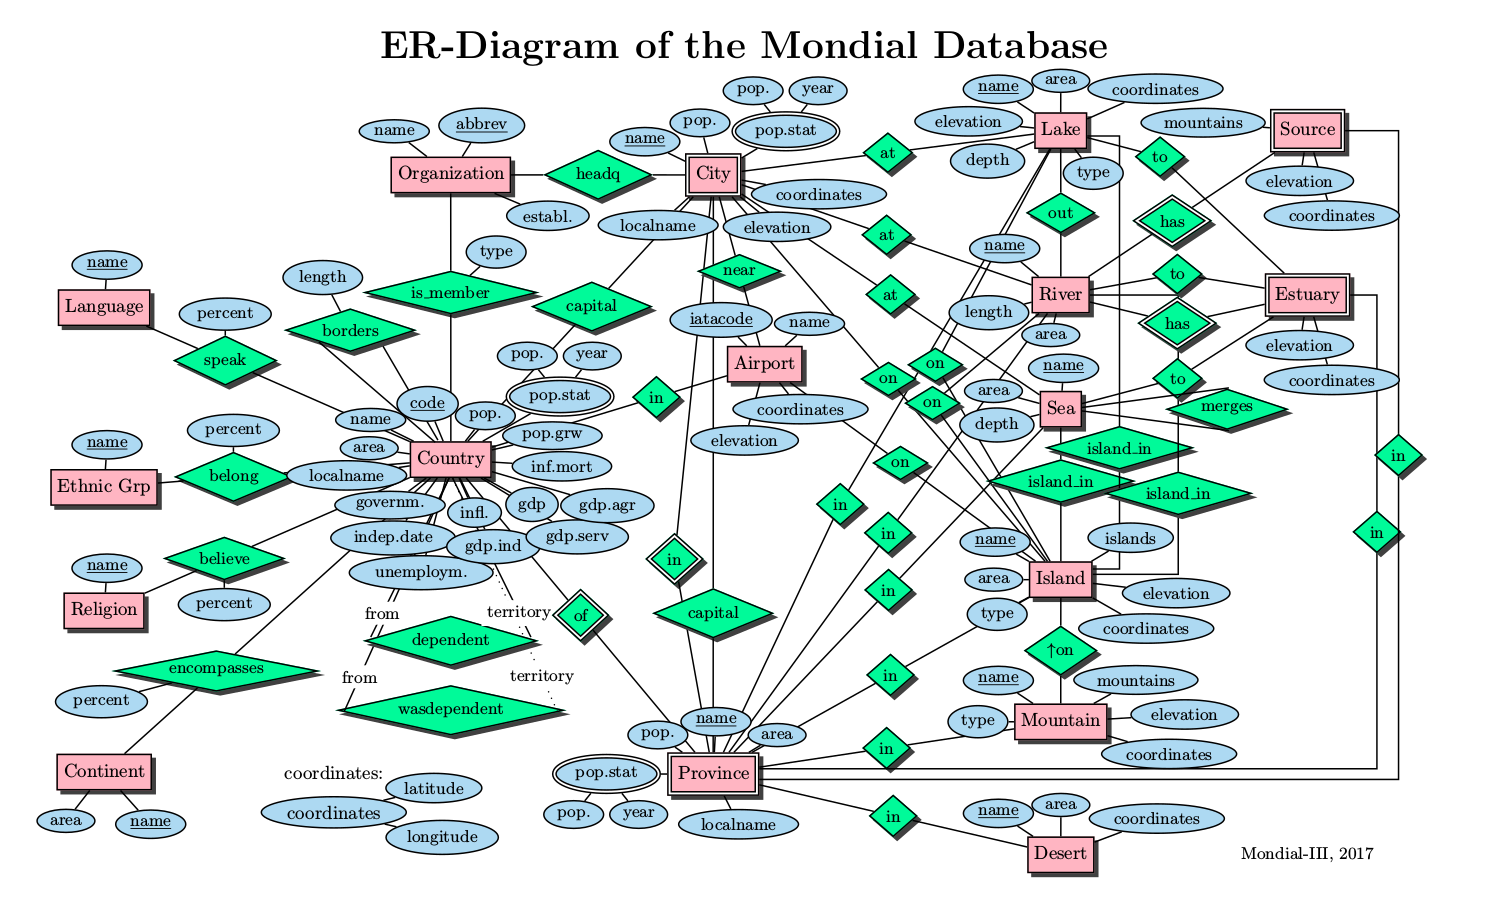 ER-Diagram of the Mondial Database
pop.
year
name
area
coordinates
name
abbrev
name
pop.
pop.stat
elevation
Lake
mountains
Source
at
depth
type
to
Organization
headq
City
coordinates
elevation
establ.
localname
elevation
out
has
coordinates
at
name
type
near
to
name
length
Language
is_member
capital
at
River
Estuary
percent
borders
iatacode
name
length
has
area
elevation
speak
pop.
year
Airport
on
name
to
coordinates
code
pop.stat
in
on
area
name
pop.
coordinates
on
Sea
merges
percent
depth
name
area
pop.grw
elevation
island_in
in
Country
inf.mort
on
belong
localname
island_in
island_in
Ethnic Grp
governm.
infl.
gdp
gdp.agr
in
indep.date
gdp.ind
gdp.serv
in
name
islands
in
believe
in
name
unemploym.
area
Island
elevation
Religion
percent
from
territory
of
capital
in
type
coordinates
dependent
↑on
encompasses
from
territory
in
name
mountains
percent
wasdependent
name
type
Mountain
elevation
pop.
area
in
coordinates
Continent
coordinates:
pop.stat
Province
latitude
area
name
coordinates
pop.
year
localname
in
name
area
coordinates
longitude
Desert
Mondial-III, 2017